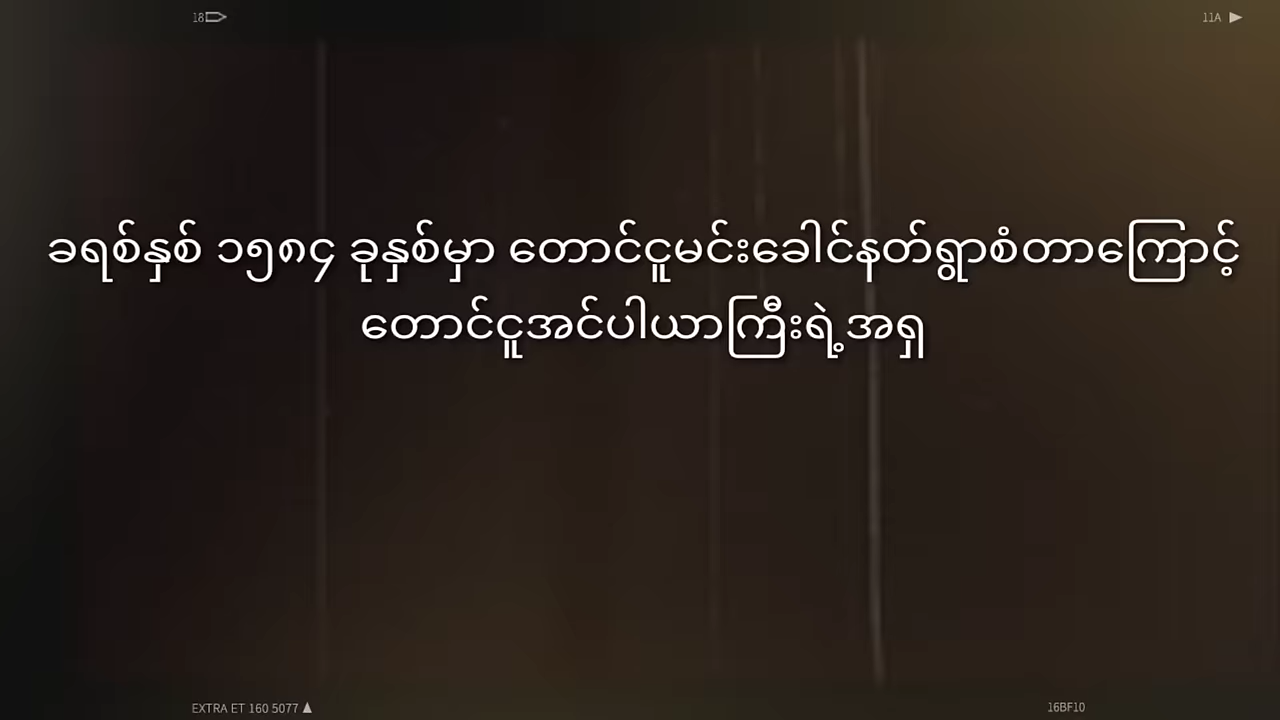 18
11A
ခရစ်နှစ် ၁၅၈၄ ခုနှစ်မှာ တောင်ငူမင်းခေါင်နတ်ရွာစံတာကြောင့်
တောင်ငူအင်ပါယာကြီးရဲ့အရှ
EXTRA ET 160 5077
16BF10